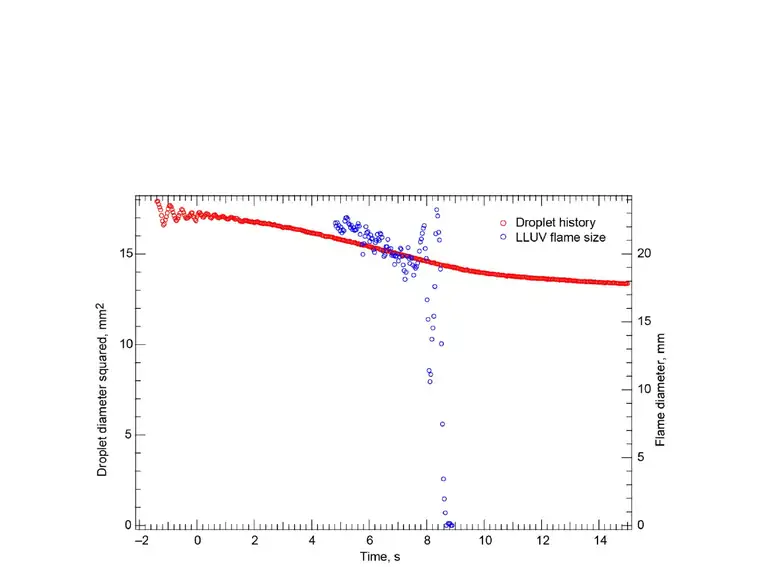 Droplet history
LLUV flame size
Droplet diameter squared, mm2
15
10
5
0
Flame diameter, mm
20
15
10
5
0
–2 0 2 4 6 8 10 12 14
Time, s